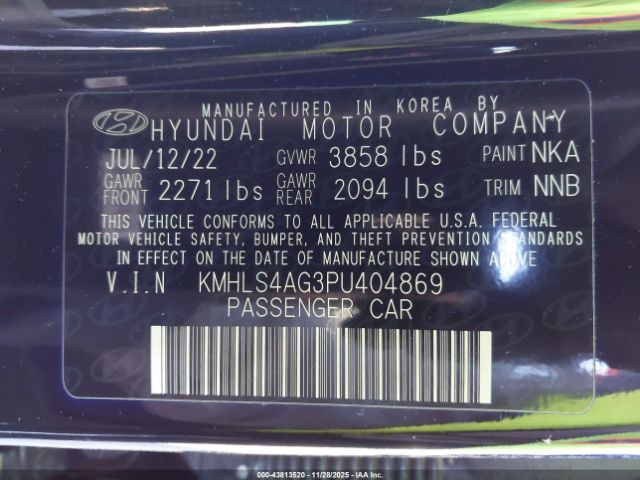 MANUFACTURED IN KOREA BY
HYUNDAI MOTOR COMPANY
JUL/12/22 GVWR 3858 lbs PAINT NKA
GAWR FRONT 2271 lbs GAWR REAR 2094 lbs TRIM NNB
THIS VEHICLE CONFORMS TO ALL APPLICABLE U.S.A. FEDERAL
MOTOR VEHICLE SAFETY, BUMPER, AND THEFT PREVENTION STANDARDS
IN EFFECT ON THE DATE OF MANUFACTURE SHOWN ABOVE
V.I.N KMHLS4AG3PU404869
PASSENGER CAR
000-43813520 - 11/28/2025 - IAAI.COM